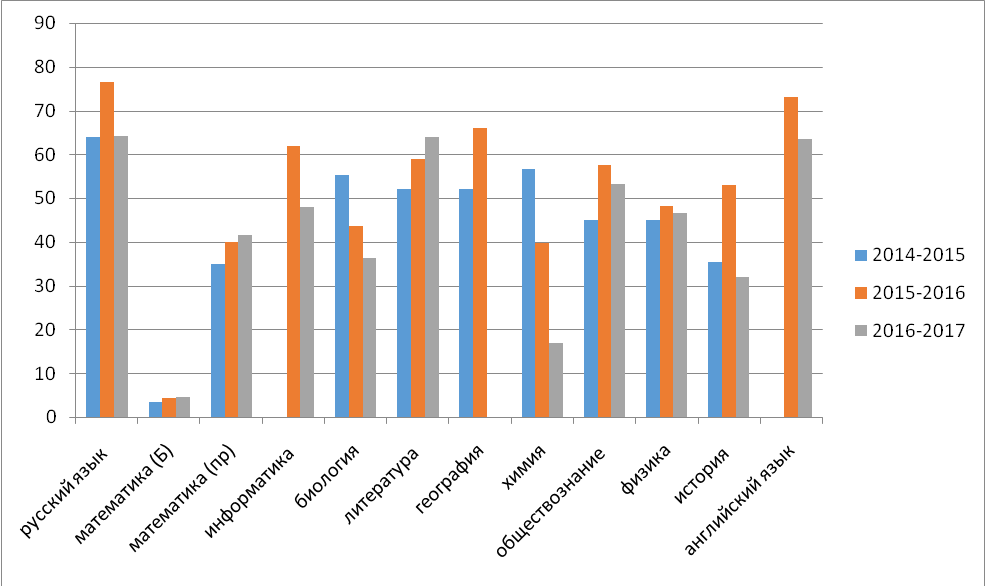 90
80
70
60
50
40
30
20
10
0
русский язык
математика (Б)
математика (пр)
информатика
биология
литература
география
химия
обществознание
физика
история
английский язык
2014-2015
2015-2016
2016-2017